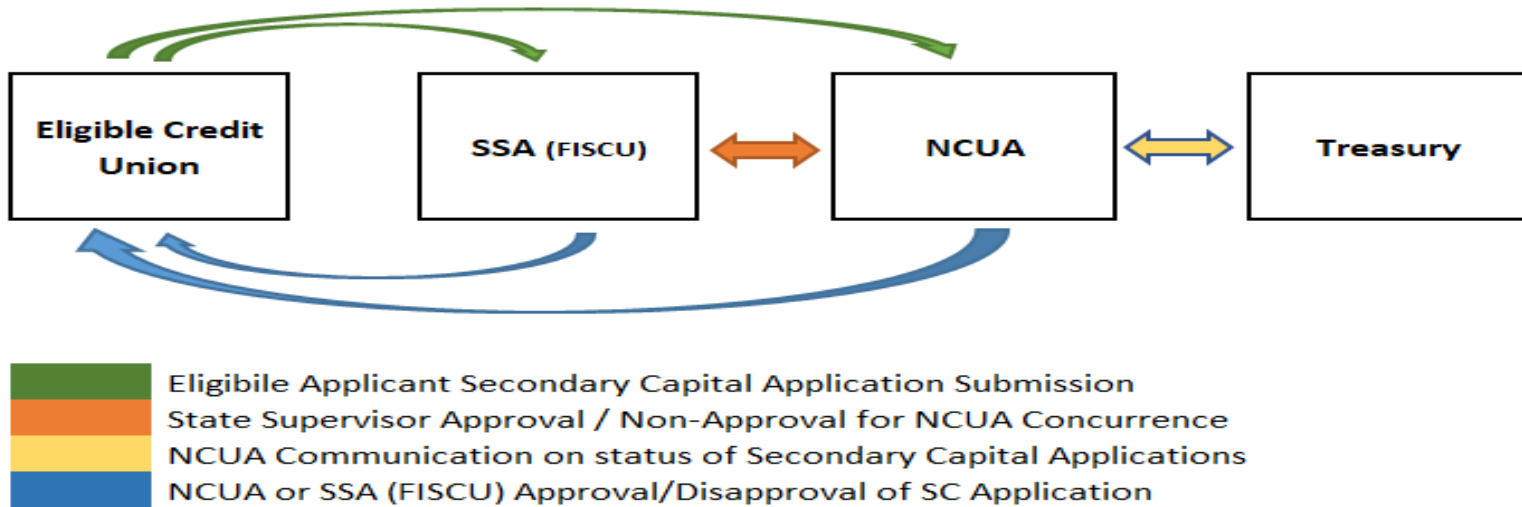 Eligible Credit
Union
SSA (FISCU)
NCUA
Treasury
Eligibile Applicant Secondary Capital Application Submission
State Supervisor Approval / Non-Approval for NCUA Concurrence
NCUA Communication on status of Secondary Capital Applications
NCUA or SSA (FISCU) Approval/Disapproval of SC Application